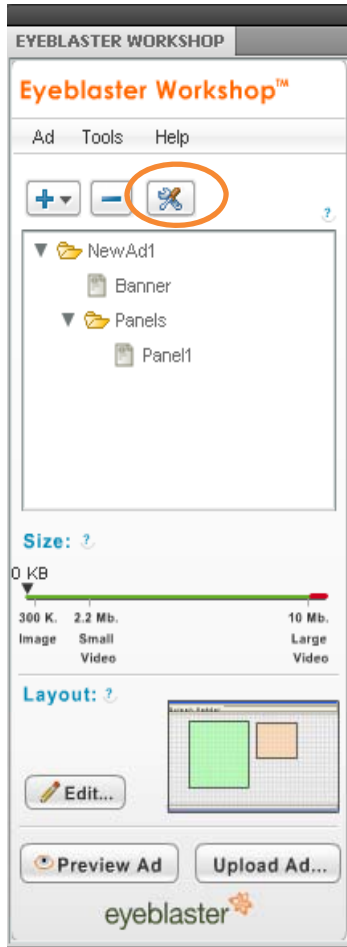 EYEBLASTER WORKSHOP
Eyeblaster Workshop™
Ad Tools Help
?
NewAd1
Banner
Panels
Panel1
Size: ?
0 KB
300 K. 2.2 Mb. 10 Mb.
Image Small Large
Video Video
Layout: ?
Edit...
Preview Ad Upload Ad...
eyeblaster